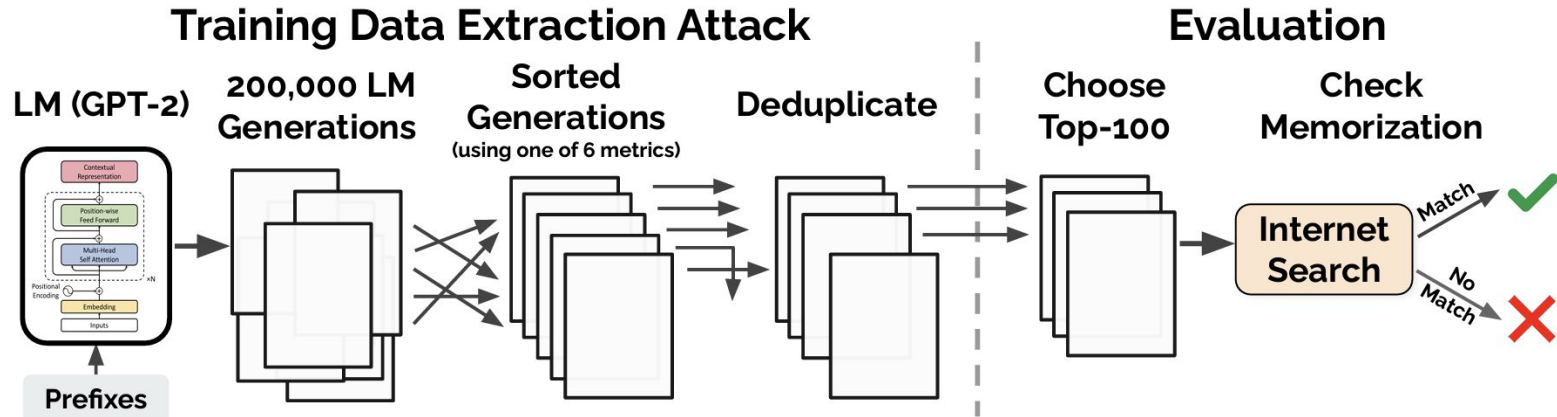 Training Data Extraction Attack
Evaluation
LM (GPT-2)
200,000 LM
Generations
Sorted
Generations
(using one of 6 metrics)
Deduplicate
Choose
Top-100
Check
Memorization
Contextual
Representation
Position-wise
Feed Forward
Multi-Head
Self Attention
×N
Positional
Encoding
Embedding
Inputs
Prefixes
Internet
Search
Match
No
Match